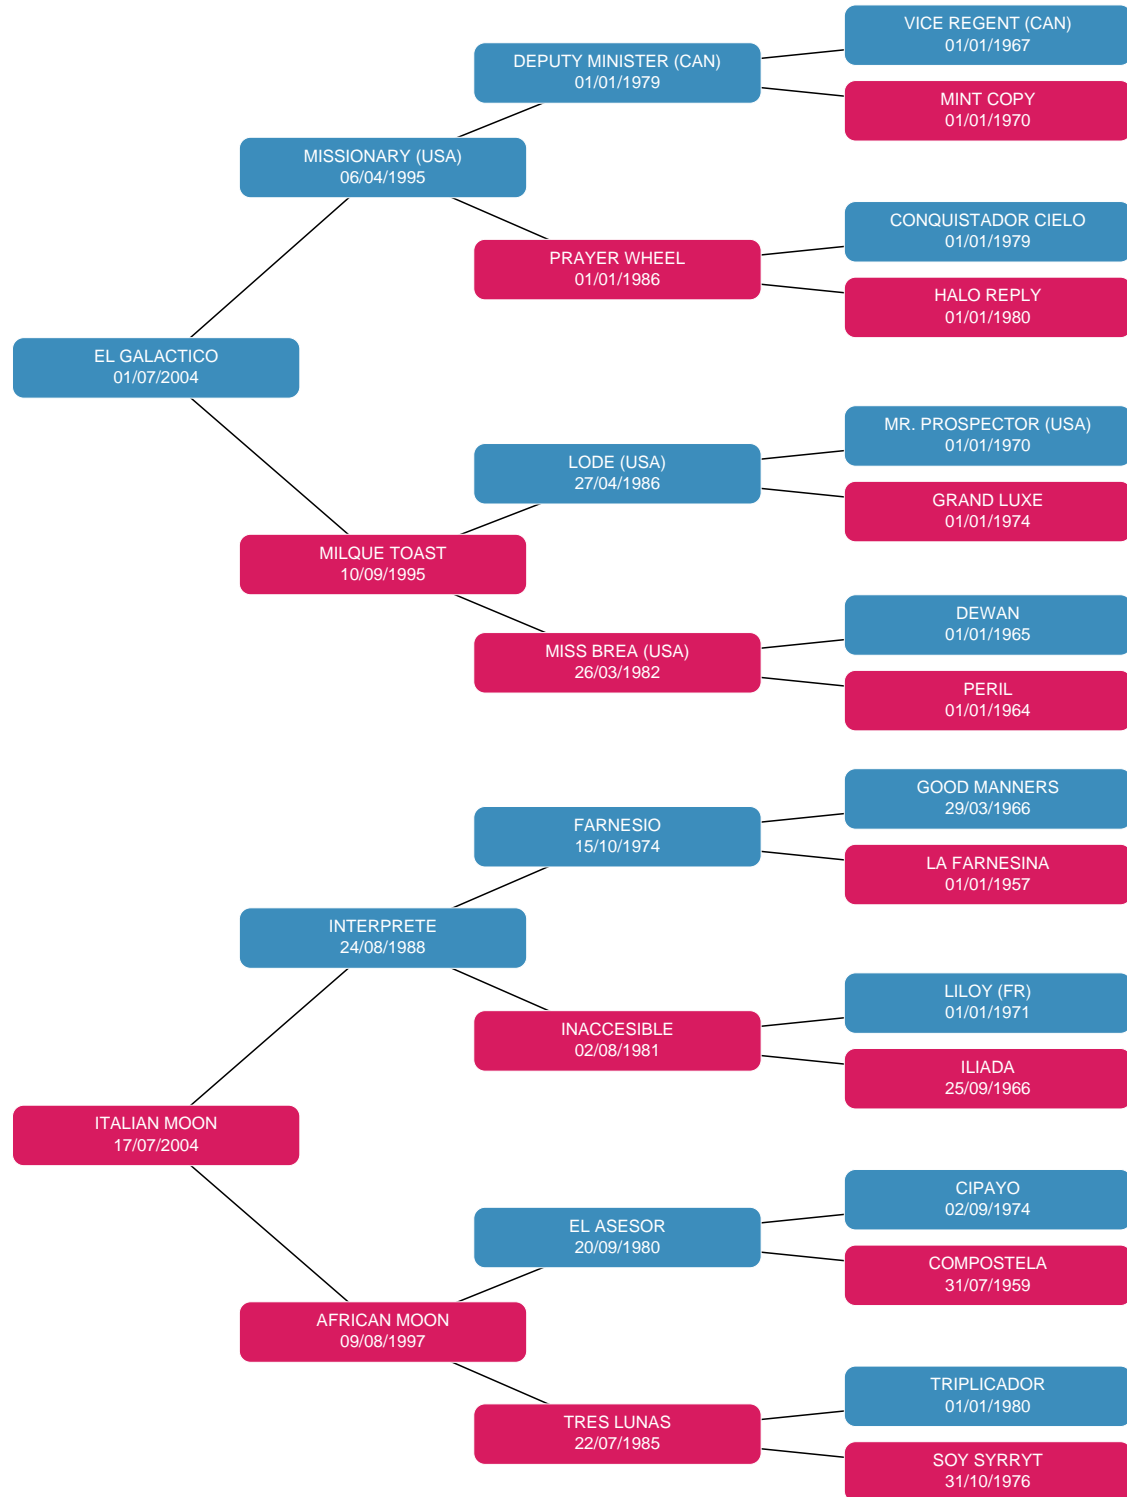 VICE REGENT (CAN)
01/01/1967
DEPUTY MINISTER (CAN)
01/01/1979
MINT COPY
01/01/1970
MISSIONARY (USA)
06/04/1995
CONQUISTADOR CIELO
01/01/1979
PRAYER WHEEL
01/01/1986
HALO REPLY
01/01/1980
EL GALACTICO
01/07/2004
MR. PROSPECTOR (USA)
01/01/1970
LODE (USA)
27/04/1986
GRAND LUXE
01/01/1974
MILQUE TOAST
10/09/1995
DEWAN
01/01/1965
MISS BREA (USA)
26/03/1982
PERIL
01/01/1964
GOOD MANNERS
29/03/1966
FARNESIO
15/10/1974
LA FARNESINA
01/01/1957
INTERPRETE
24/08/1988
LILOY (FR)
01/01/1971
INACCESIBLE
02/08/1981
ILIADA
25/09/1966
ITALIAN MOON
17/07/2004
CIPAYO
02/09/1974
EL ASESOR
20/09/1980
COMPOSTELA
31/07/1959
AFRICAN MOON
09/08/1997
TRIPLICADOR
01/01/1980
TRES LUNAS
22/07/1985
SOY SYRRYT
31/10/1976